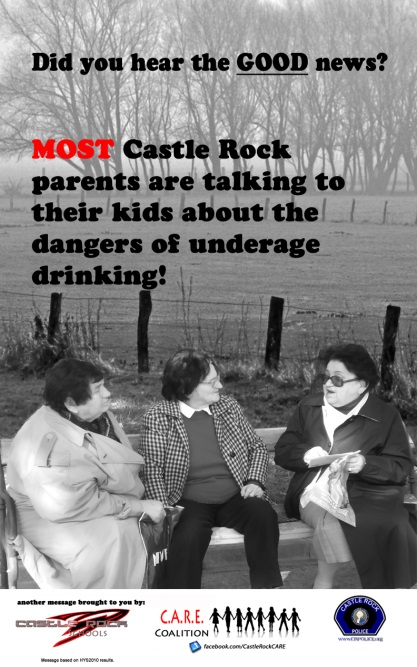 Did you hear the GOOD news?
MOST Castle Rock
parents are talking to
their kids about the
dangers of underage
drinking!
another message brought to you by:
CASTLE ROCK
SCHOOLS
C.A.R.E.
COALITION
facebook.com/CastleRockCARE
CASTLE ROCK
POLICE
www.CRPOLICE.org
Message based on HYS2010 results.